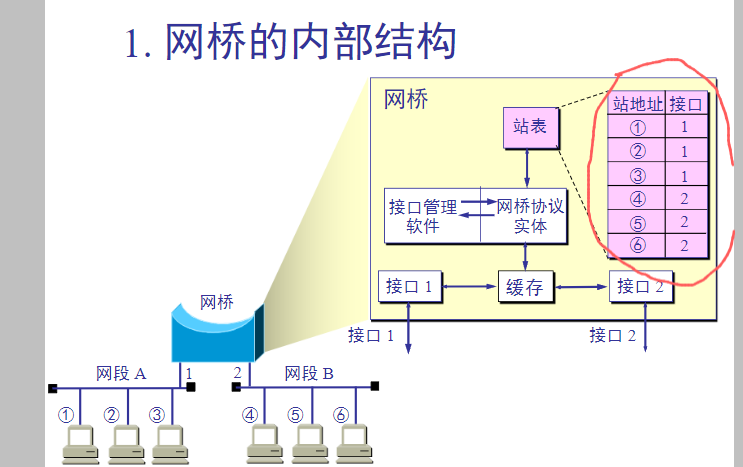 1. 网桥的内部结构
网桥
站表
站地址 接口
① 1
② 1
③ 1
④ 2
⑤ 2
⑥ 2
接口管理
软件
网桥协议
实体
接口 1
缓存
接口 2
接口 1
接口 2
网桥
网段 A
1
2
网段 B
①
②
③
④
⑤
⑥